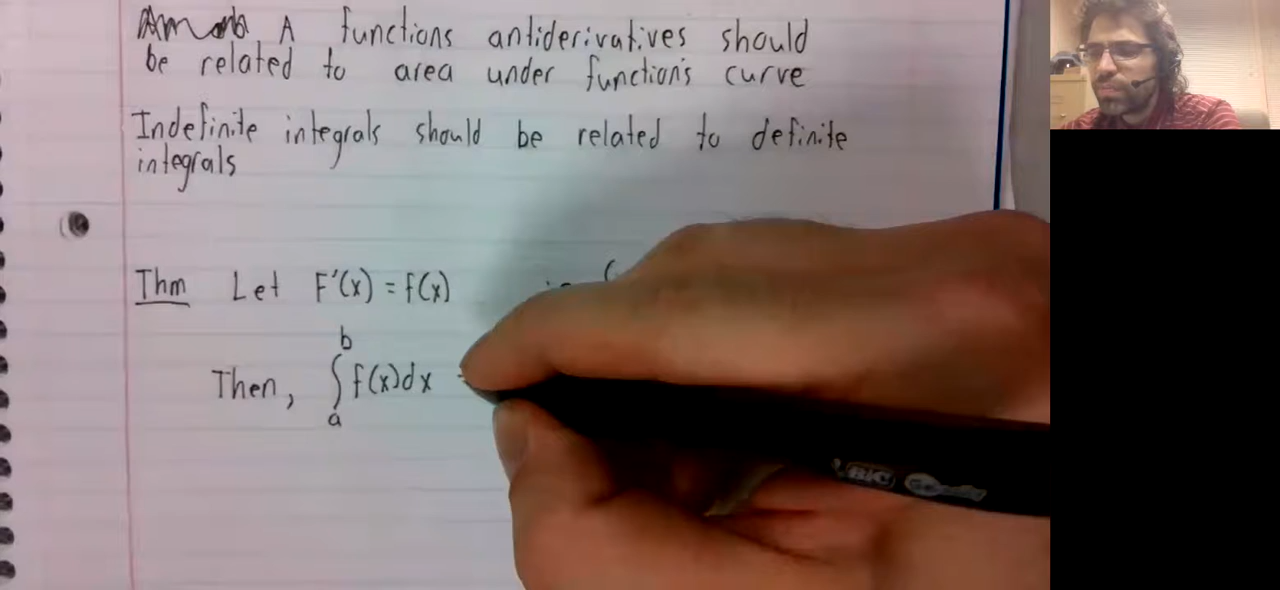 A functions antiderivatives should
be related to area under function's curve
Indefinite integrals should be related to definite
integrals
Thm Let F'(x) = f(x)
b
Then, ∫ f(x)dx
a
BIC